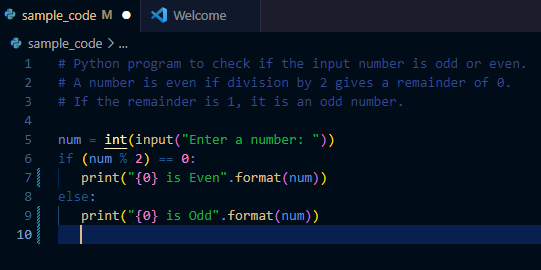 sample_code M Welcome
sample_code > ...
1 # Python program to check if the input number is odd or even.
2 # A number is even if division by 2 gives a remainder of 0.
3 # If the remainder is 1, it is an odd number.
4
5 num = int(input("Enter a number: "))
6 if (num % 2) == 0:
7    print("{0} is Even".format(num))
8 else:
9    print("{0} is Odd".format(num))
10